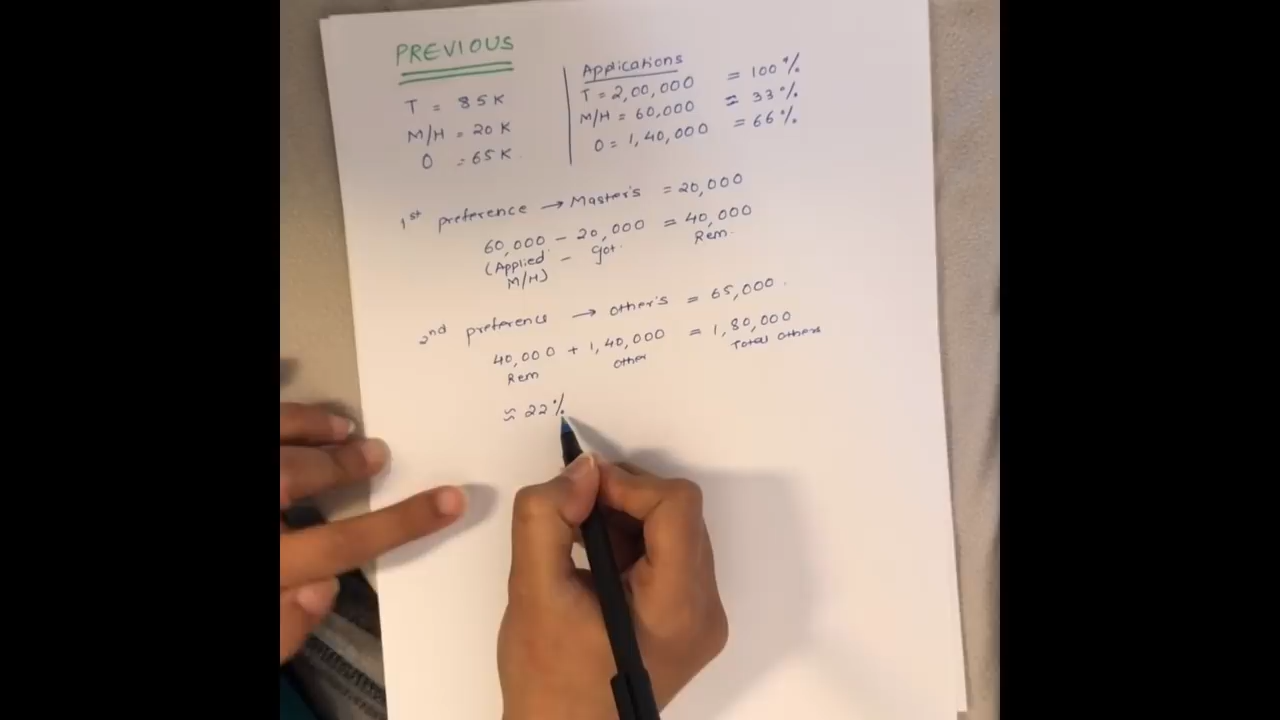 PREVIOUS
T = 85K
M/H = 20K
O = 65K.
Applications
T = 2,00,000 = 100%
M/H = 60,000 ≈ 33%
O = 1,40,000 = 66%
1st preference → Master's = 20,000
60,000 - 20,000 = 40,000
(Applied - got. Rem.
M/H)
2nd preference → Other's = 65,000.
40,000 + 1,40,000 = 1,80,000
Rem Other Total Others
≈ 22%